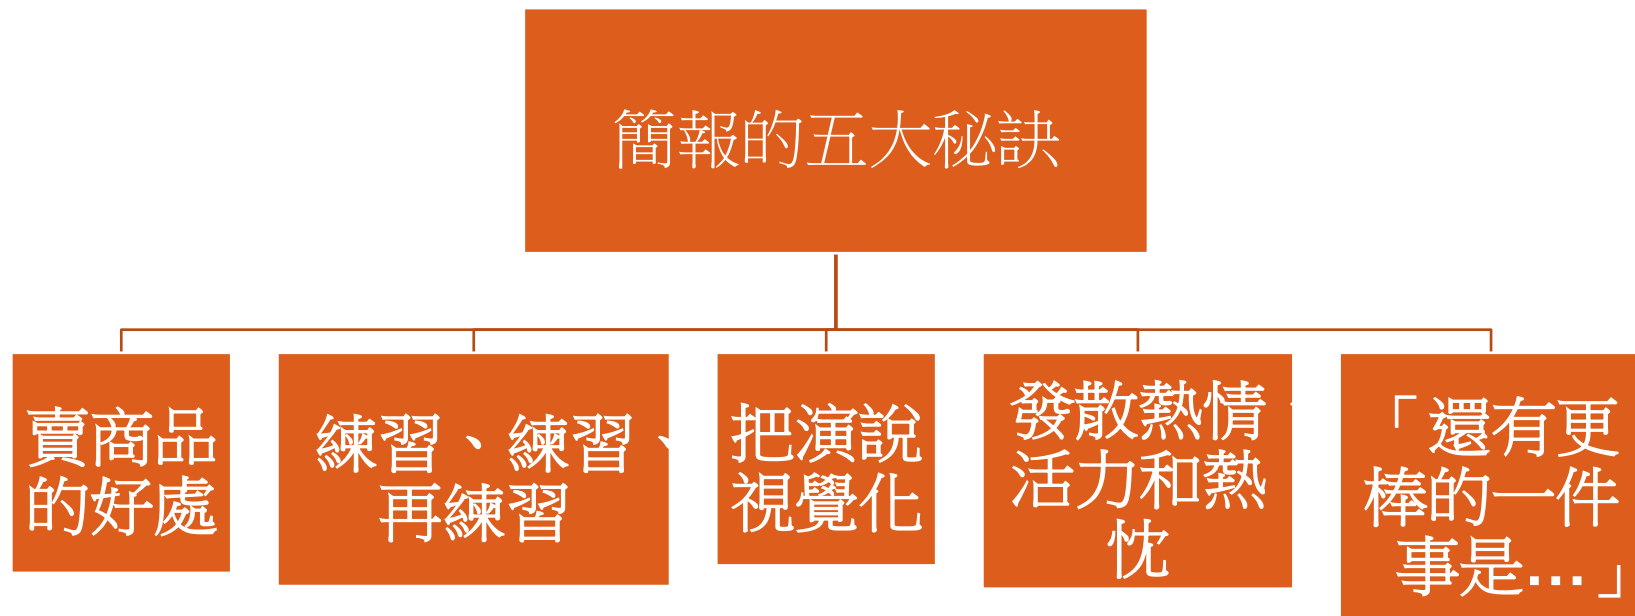 簡報的五大秘訣
賣商品
的好處
練習、練習、
再練習
把演說
視覺化
發散熱情、
活力和熱
忱
「還有更
棒的一件
事是…」